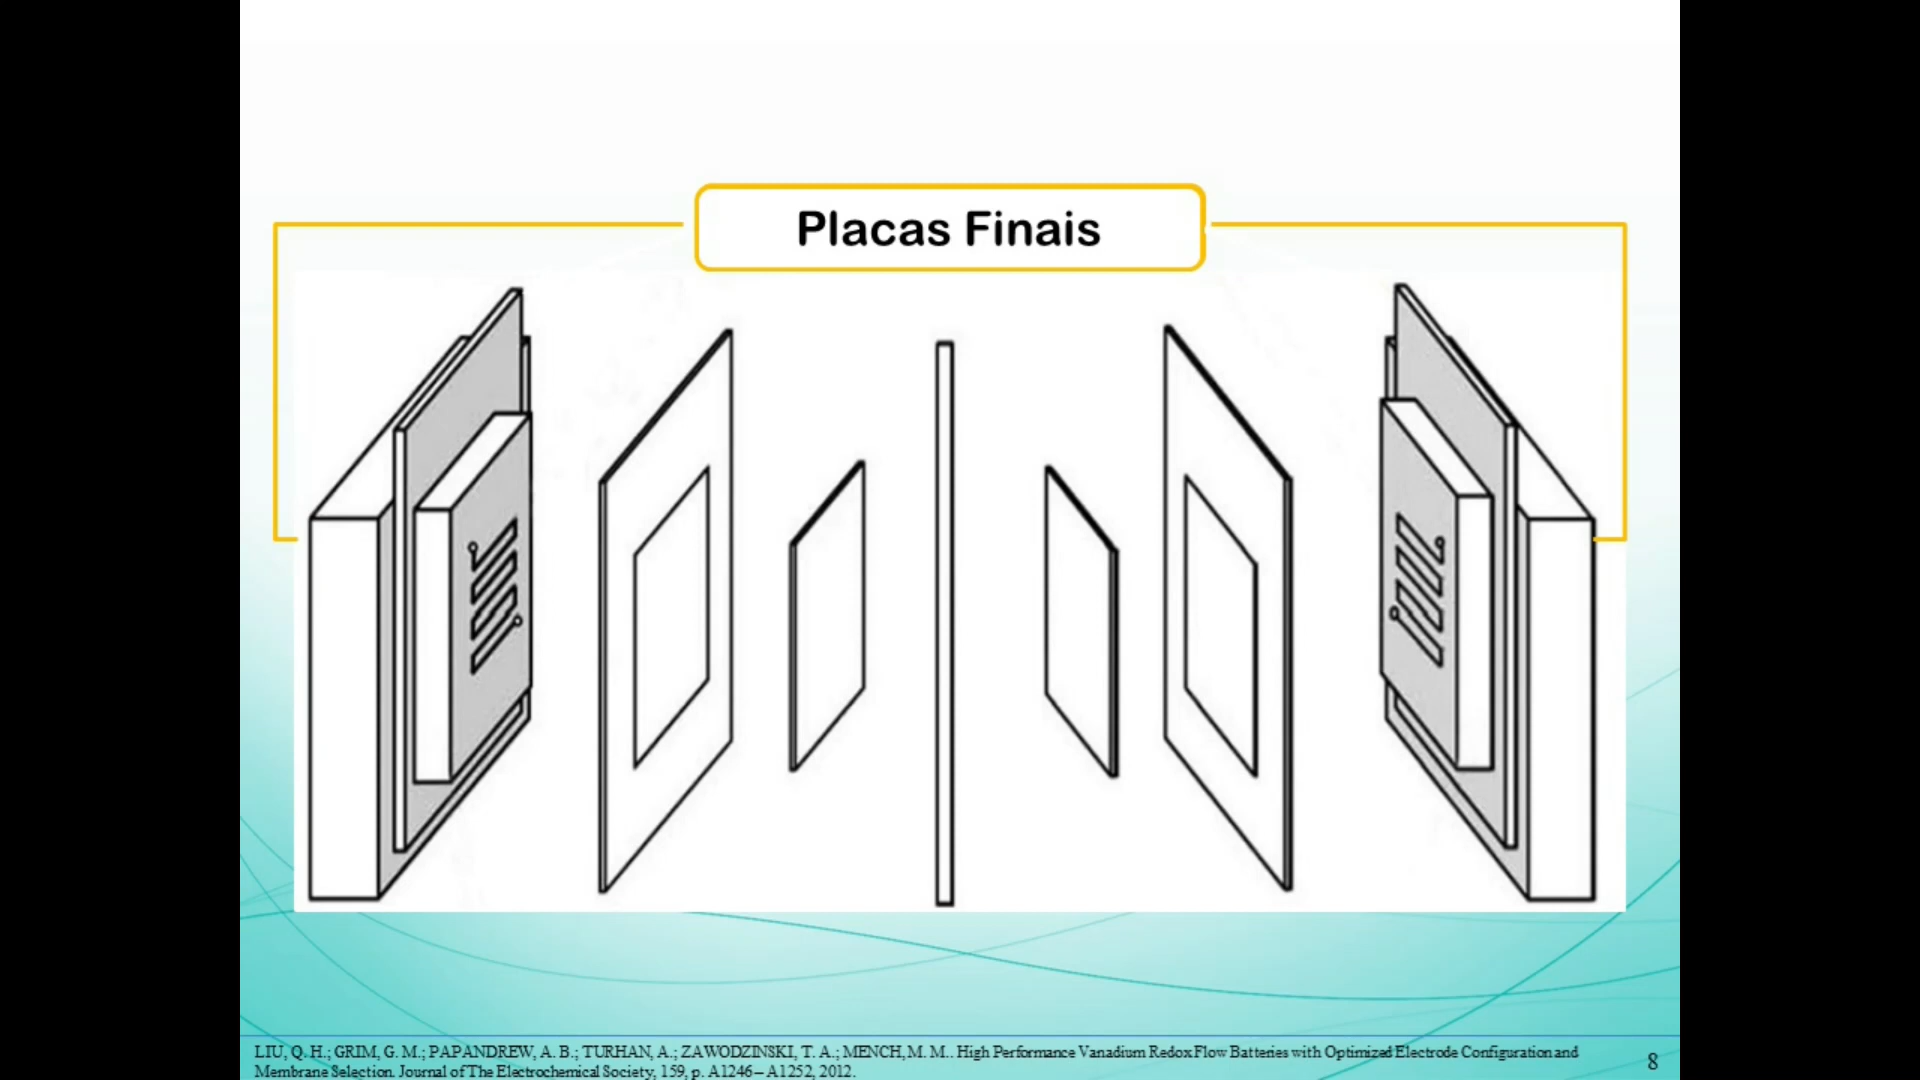 Placas Finais
LIU, Q. H.; GRIM, G. M.; PAPANDREW, A. B.; TURHAN, A.; ZAWODZINSKI, T. A.; MENCH, M. M.. High Performance Vanadium Redox Flow Batteries with Optimized Electrode Configuration and
Membrane Selection. Journal of The Electrochemical Society, 159, p. A1246 – A1252, 2012.
8